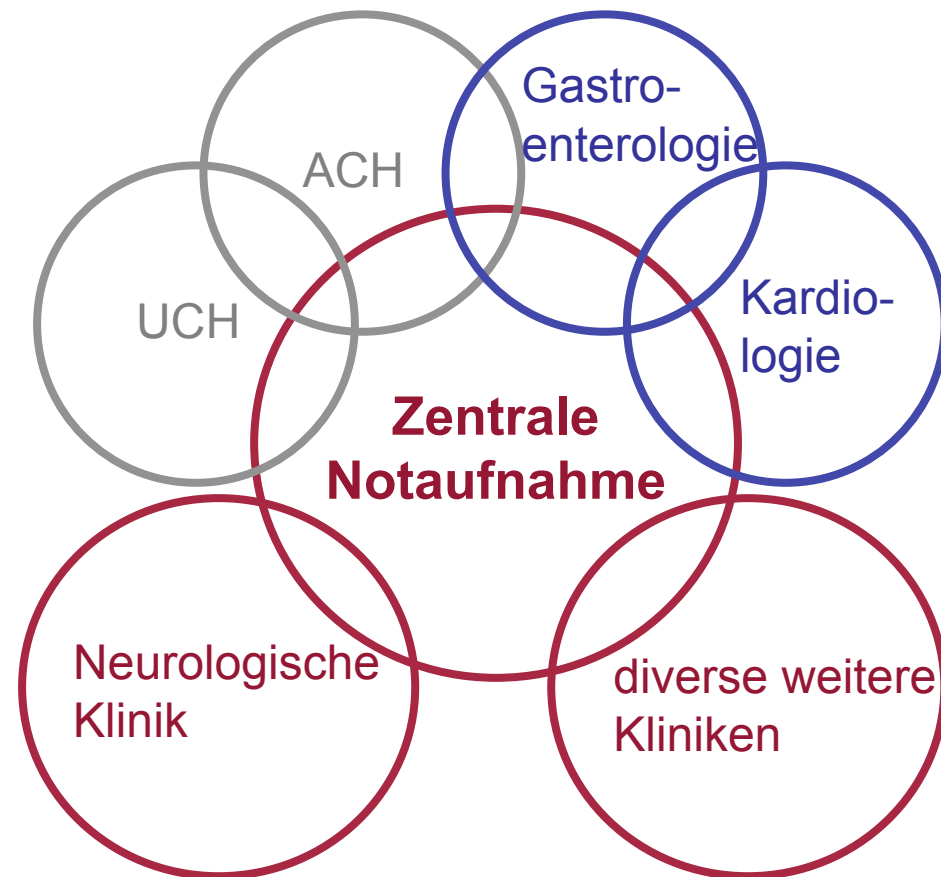 Gastro-
enterologie
ACH
UCH
Kardio-
logie
Zentrale
Notaufnahme
Neurologische
Klinik
diverse weitere
Kliniken